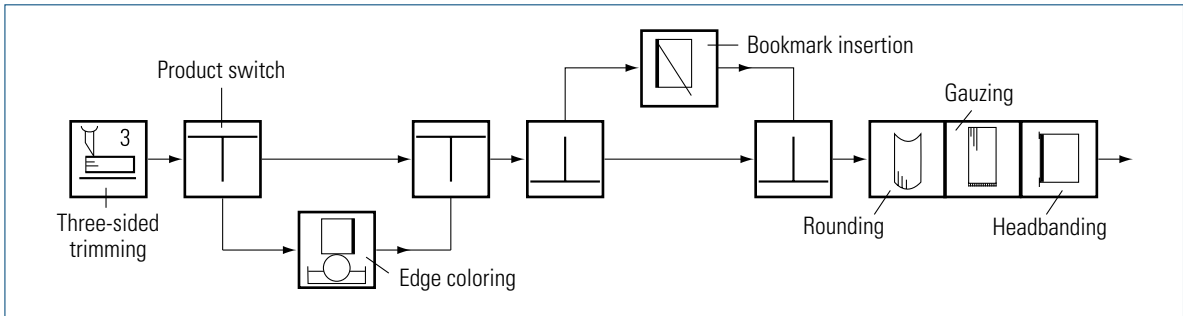 Bookmark insertion
Product switch
Gauzing
3
Three-sided
trimming
Rounding
Headbanding
Edge coloring